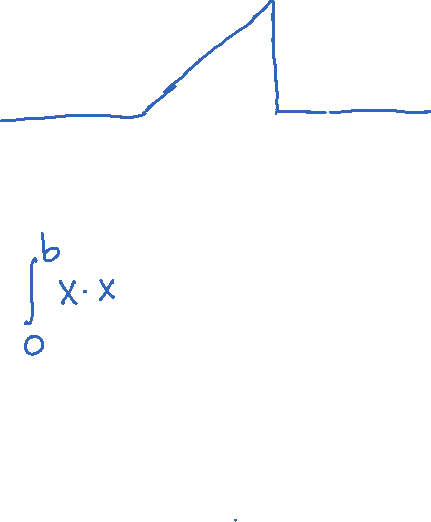 ∫₀ᵇ x · x